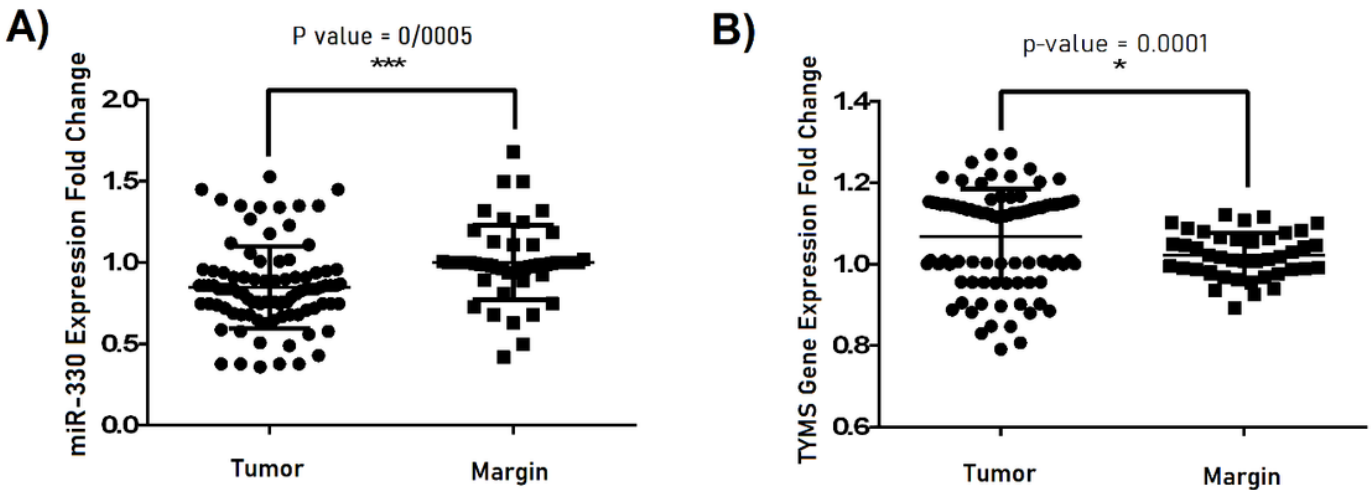 A)
P value = 0/0005
***
miR-330 Expression Fold Change
2.0
1.5
1.0
0.5
0.0
Tumor
Margin
B)
p-value = 0.0001
*
TYMS Gene Expression Fold Change
1.4
1.2
1.0
0.8
0.6
Tumor
Margin